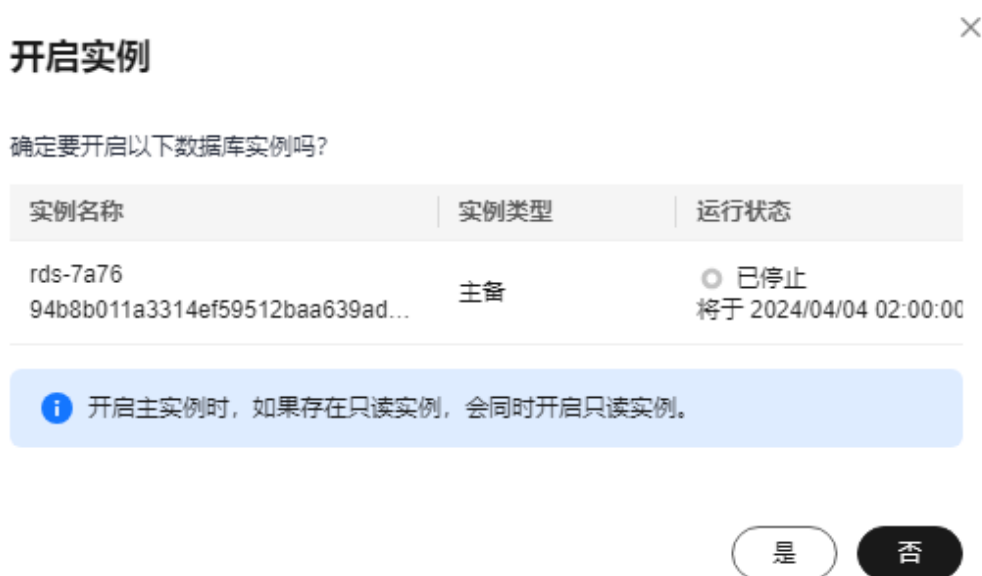 开启实例
确定要开启以下数据库实例吗?
实例名称 实例类型 运行状态
rds-7a76
94b8b011a3314ef59512baa639ad...
主备
已停止
将于 2024/04/04 02:00:00
开启主实例时，如果存在只读实例，会同时开启只读实例。
是 否